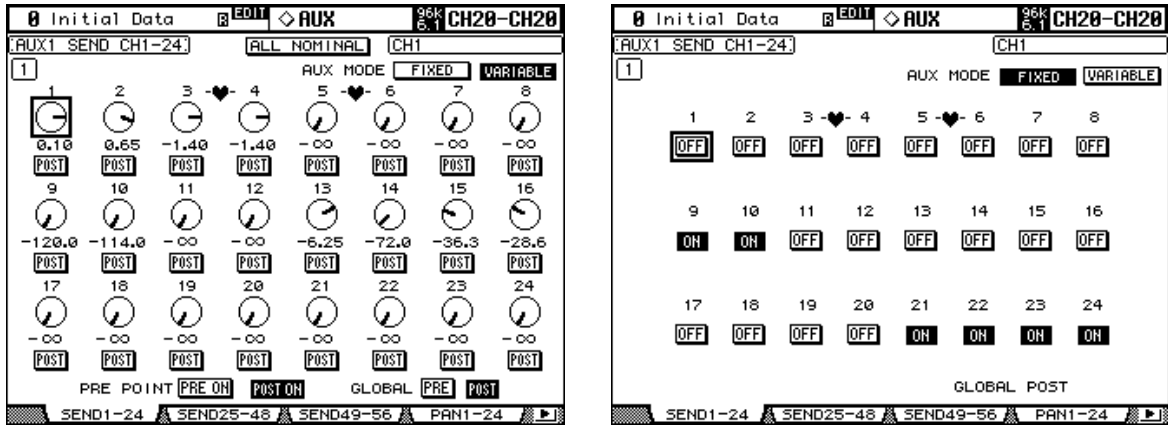 0 Initial Data R EDIT ◇ AUX 96k 6.1 CH20-CH20
AUX1 SEND CH1-24 ALL NOMINAL CH1
1 AUX MODE FIXED VARIABLE
1 2 3 -♥- 4 5 -♥- 6 7 8
0.10 0.65 -1.40 -1.40 -∞ -∞ -∞ -∞
POST POST POST POST POST POST POST POST
9 10 11 12 13 14 15 16
-120.0 -114.0 -∞ -∞ -6.25 -72.0 -36.3 -28.6
POST POST POST POST POST POST POST POST
17 18 19 20 21 22 23 24
-∞ -∞ -∞ -∞ -∞ -∞ -∞ -∞
POST POST POST POST POST POST POST POST
PRE POINT PRE ON POST ON GLOBAL PRE POST
SEND1-24 SEND25-48 SEND49-56 PAN1-24
0 Initial Data R EDIT ◇ AUX 96k 6.1 CH20-CH20
AUX1 SEND CH1-24 CH1
1 AUX MODE FIXED VARIABLE
1 2 3 -♥- 4 5 -♥- 6 7 8
OFF OFF OFF OFF OFF OFF OFF OFF
9 10 11 12 13 14 15 16
ON ON OFF OFF OFF OFF OFF OFF
17 18 19 20 21 22 23 24
OFF OFF OFF OFF ON ON ON ON
GLOBAL POST
SEND1-24 SEND25-48 SEND49-56 PAN1-24